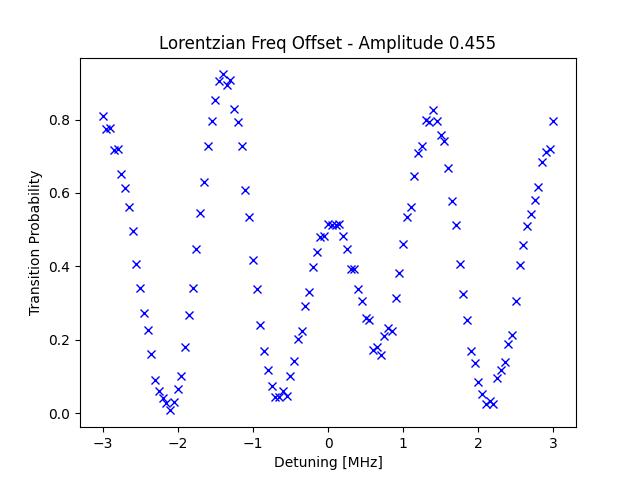 Lorentzian Freq Offset - Amplitude 0.455
Transition Probability
0.8
0.6
0.4
0.2
0.0
−3 −2 −1 0 1 2 3
Detuning [MHz]